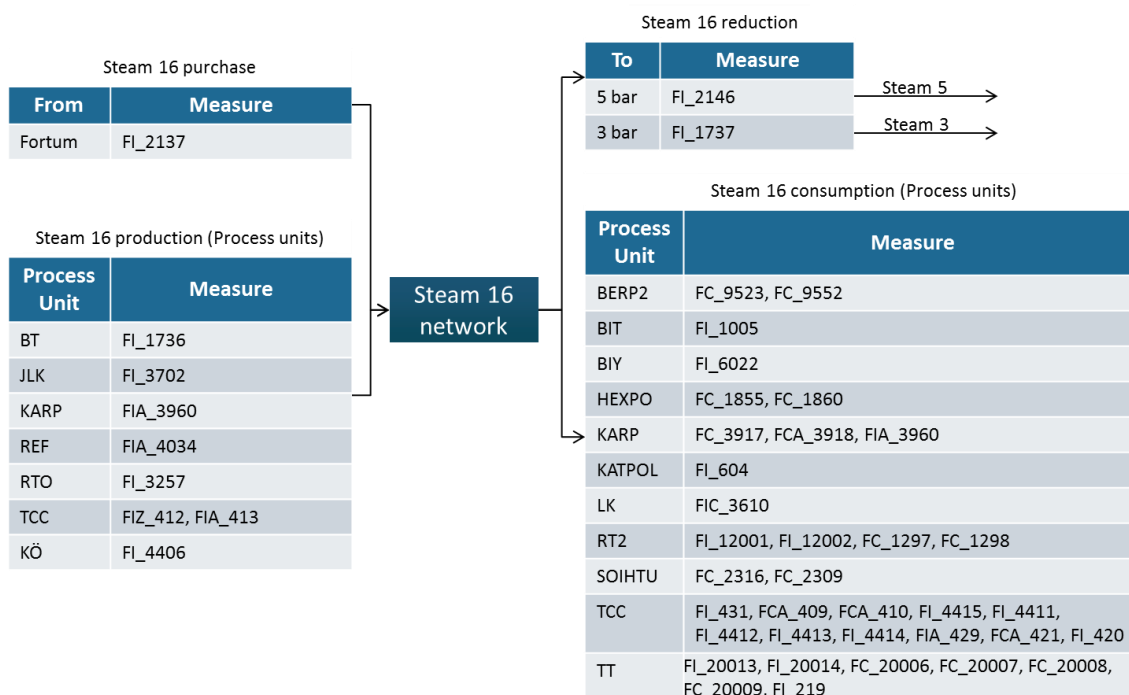 Steam 16 purchase
From Measure
Fortum FI_2137
Steam 16 production (Process units)
Process Unit Measure
BT FI_1736
JLK FI_3702
KARP FIA_3960
REF FIA_4034
RTO FI_3257
TCC FIZ_412, FIA_413
KÖ FI_4406
Steam 16
network
Steam 16 reduction
To Measure
5 bar FI_2146 Steam 5
3 bar FI_1737 Steam 3
Steam 16 consumption (Process units)
Process Unit Measure
BERP2 FC_9523, FC_9552
BIT FI_1005
BIY FI_6022
HEXPO FC_1855, FC_1860
KARP FC_3917, FCA_3918, FIA_3960
KATPOL FI_604
LK FIC_3610
RT2 FI_12001, FI_12002, FC_1297, FC_1298
SOIHTU FC_2316, FC_2309
TCC FI_431, FCA_409, FCA_410, FI_4415, FI_4411,
FI_4412, FI_4413, FI_4414, FIA_429, FCA_421, FI_420
TT FI_20013, FI_20014, FC_20006, FC_20007, FC_20008,
FC_20009, FI_219